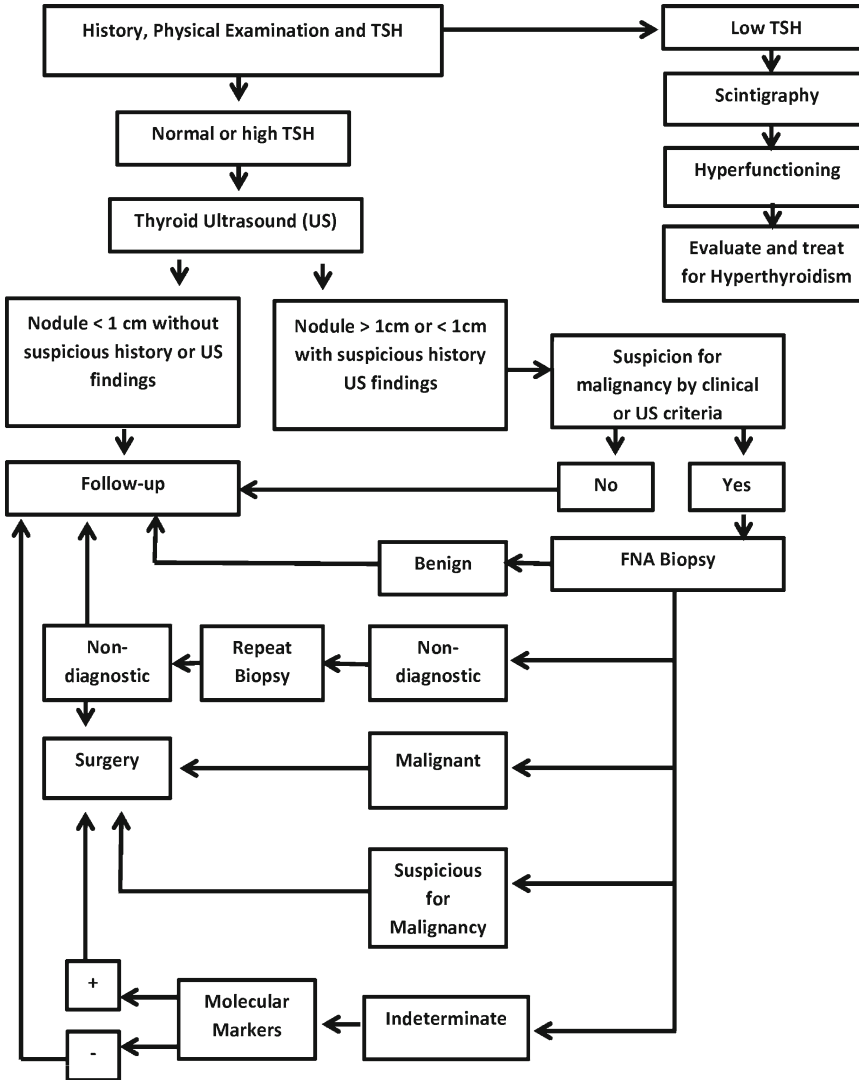 History, Physical Examination and TSH
Low TSH
Scintigraphy
Hyperfunctioning
Evaluate and treat
for Hyperthyroidism
Normal or high TSH
Thyroid Ultrasound (US)
Nodule < 1 cm without
suspicious history or US
findings
Nodule > 1cm or < 1cm
with suspicious history
US findings
Suspicion for
malignancy by clinical
or US criteria
Follow-up
No
Yes
Benign
FNA Biopsy
Non-
diagnostic
Repeat
Biopsy
Non-
diagnostic
Surgery
Malignant
Suspicious
for
Malignancy
+
Molecular
Markers
Indeterminate
-